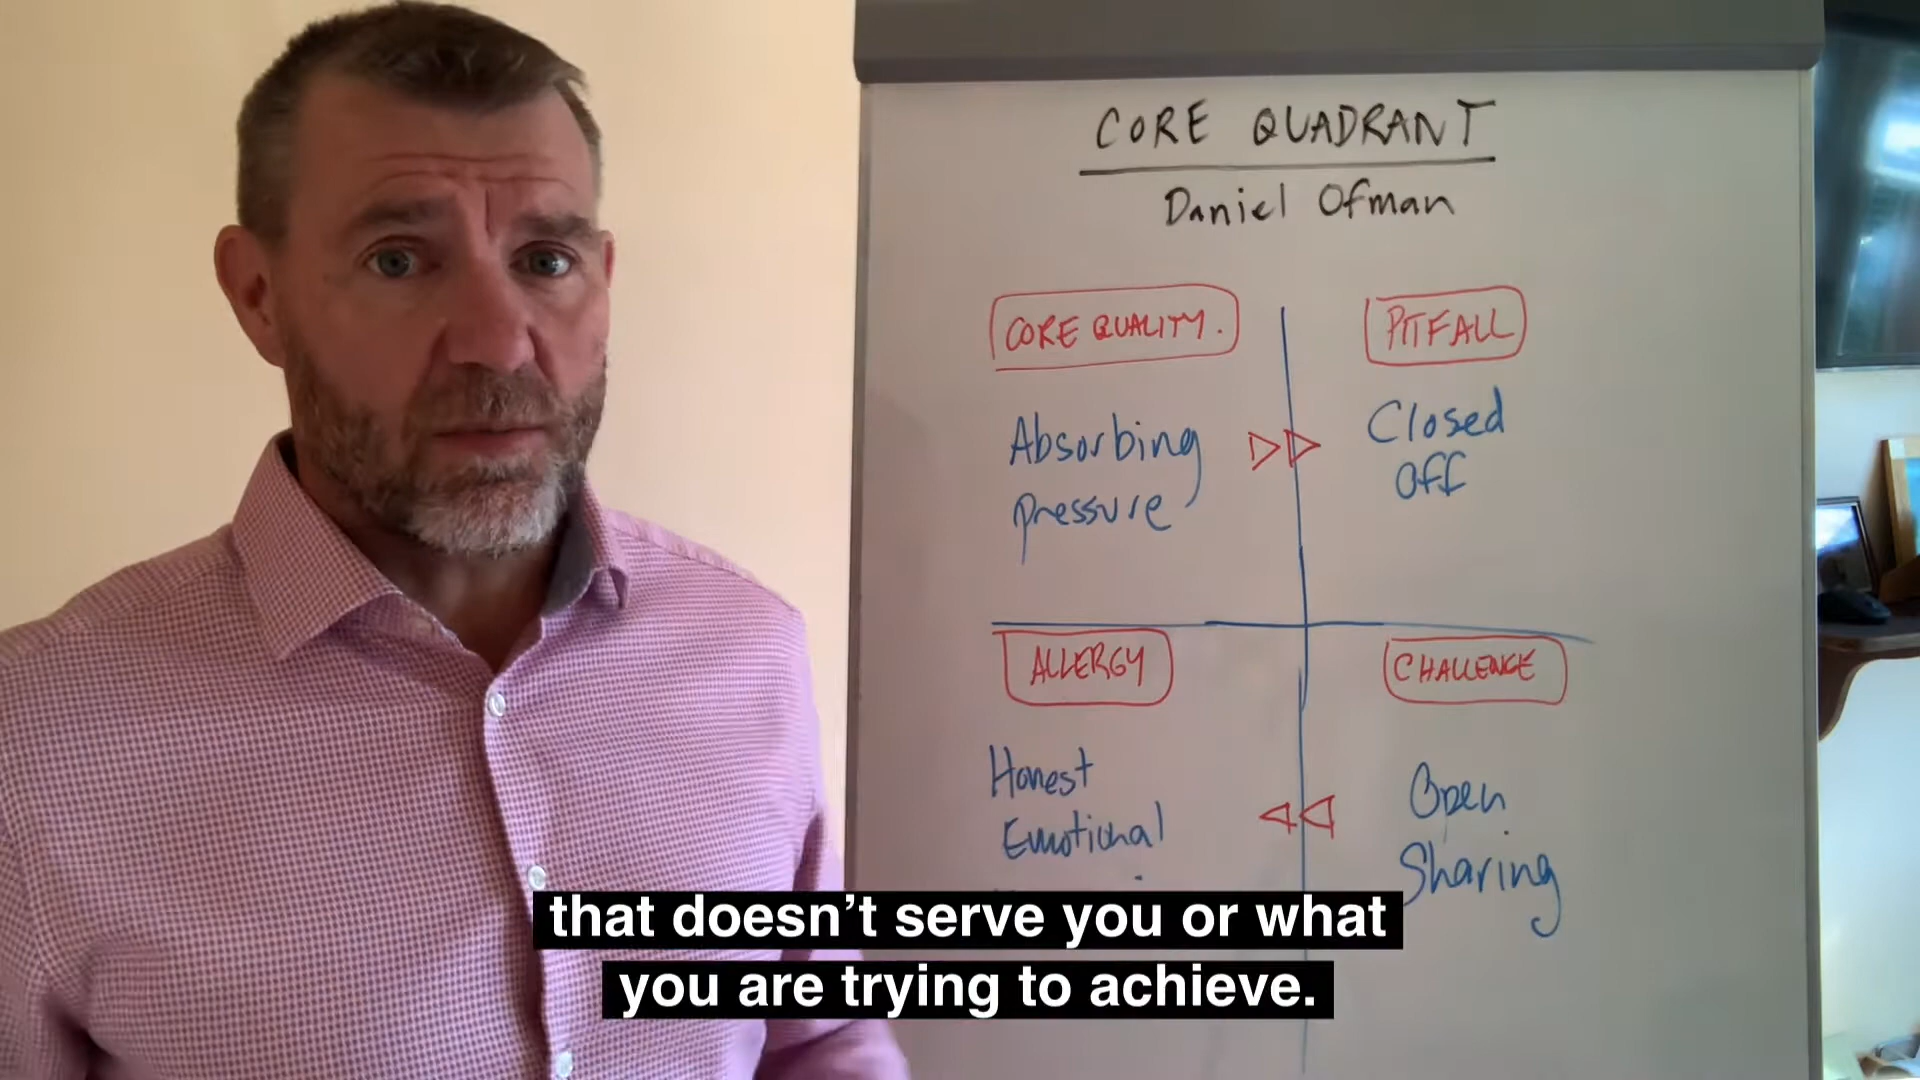 CORE QUADRANT
Daniel Ofman
CORE QUALITY.
PITFALL
Absorbing
pressure
Closed
Off
ALLERGY
CHALLENGE
Honest
Emotional
Open
Sharing
that doesn’t serve you or what
you are trying to achieve.